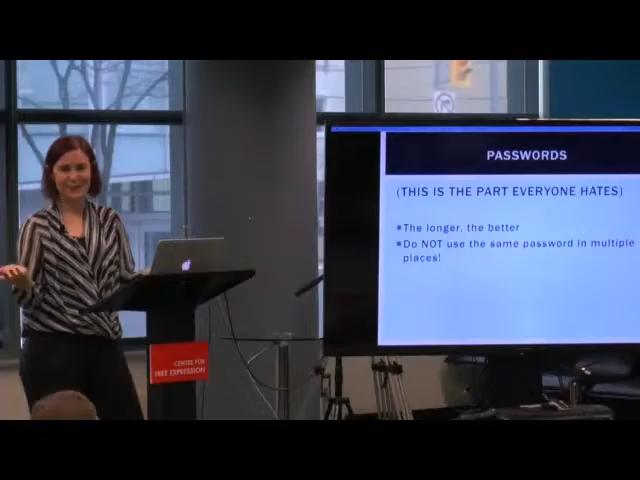 PASSWORDS
(THIS IS THE PART EVERYONE HATES)
The longer, the better
Do NOT use the same password in multiple
places!
CENTRE FOR
FREE EXPRESSION